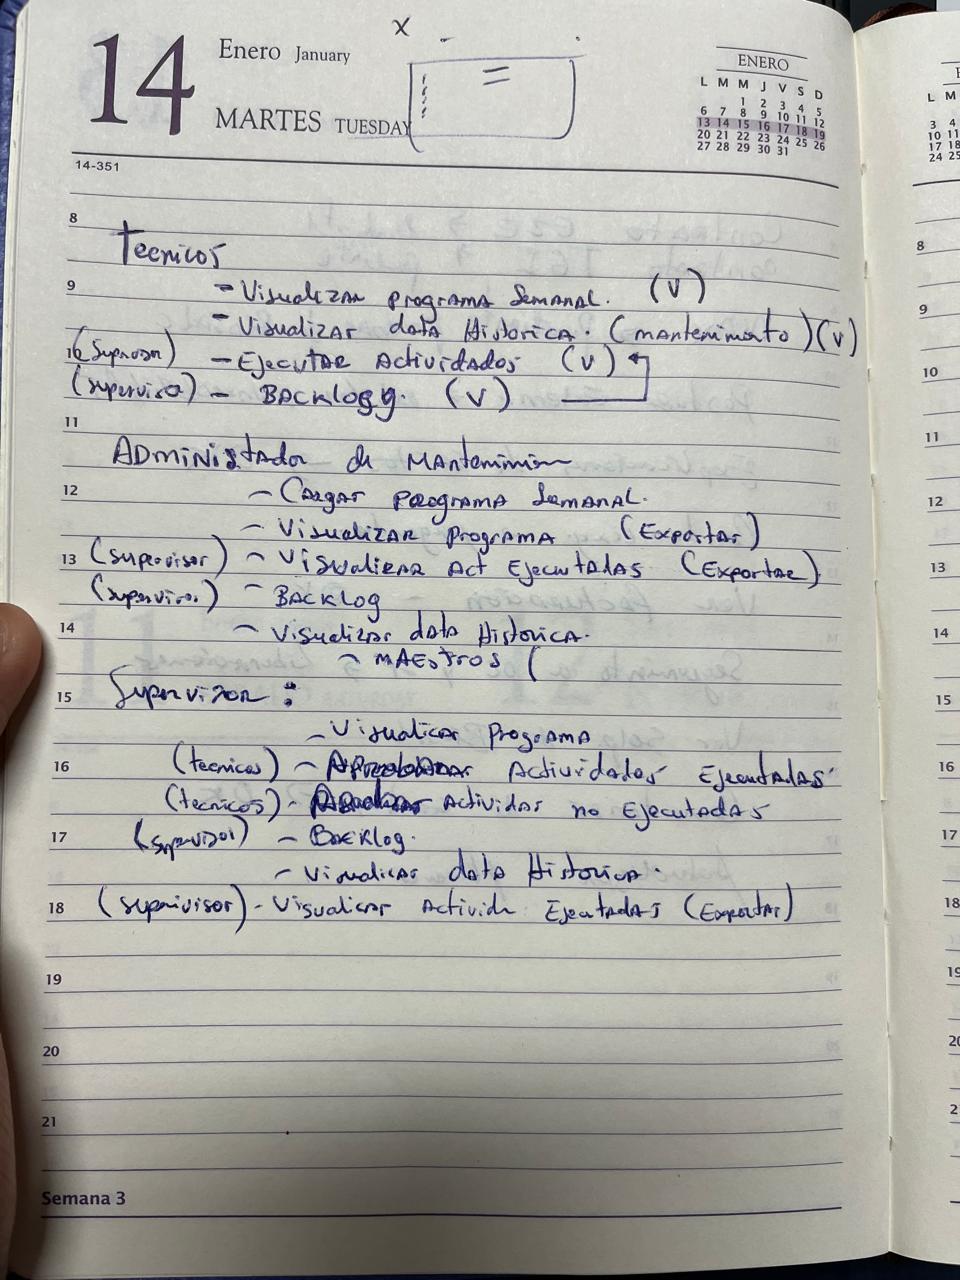 14
Enero January
MARTES TUESDAY
x
ENERO
L M M J V S D
1 2 3 4 5
6 7 8 9 10 11 12
13 14 15 16 17 18 19
20 21 22 23 24 25 26
27 28 29 30 31
14-351
8
Tecnicos
9
- Visualizar programa Semanal. (V)
- Visualizar data Historica. (mantenimento) (V)
10 (Supervisor) - Ejecutar Actividades (V)
(supervisor) - Backlogg. (V)
11
Administador de
12
- Cargar programa Semanal.
- Visualizar programa (Exportar)
13 (supervisor) - Visualizar Act Ejecutadas (Exportar)
(supervisor) - Backlog
14
- Visualizar data Historica.
- Maestros (
15 Supervisor :
- Visualizar Programa
16 (tecnicos) - Actividades Ejecutadas
(tecnicos) - Actividas no Ejecutadas
17 (supervisor) - Backlog.
- Visualizar data Historica.
18 (supervisor) - Visualizar Ejecutadas (Exportar)
19
20
21
Semana 3
L M
3 4
10 11
17 18
24 25
8
9
10
11
12
13
14
15
16
17
18
19
20
2